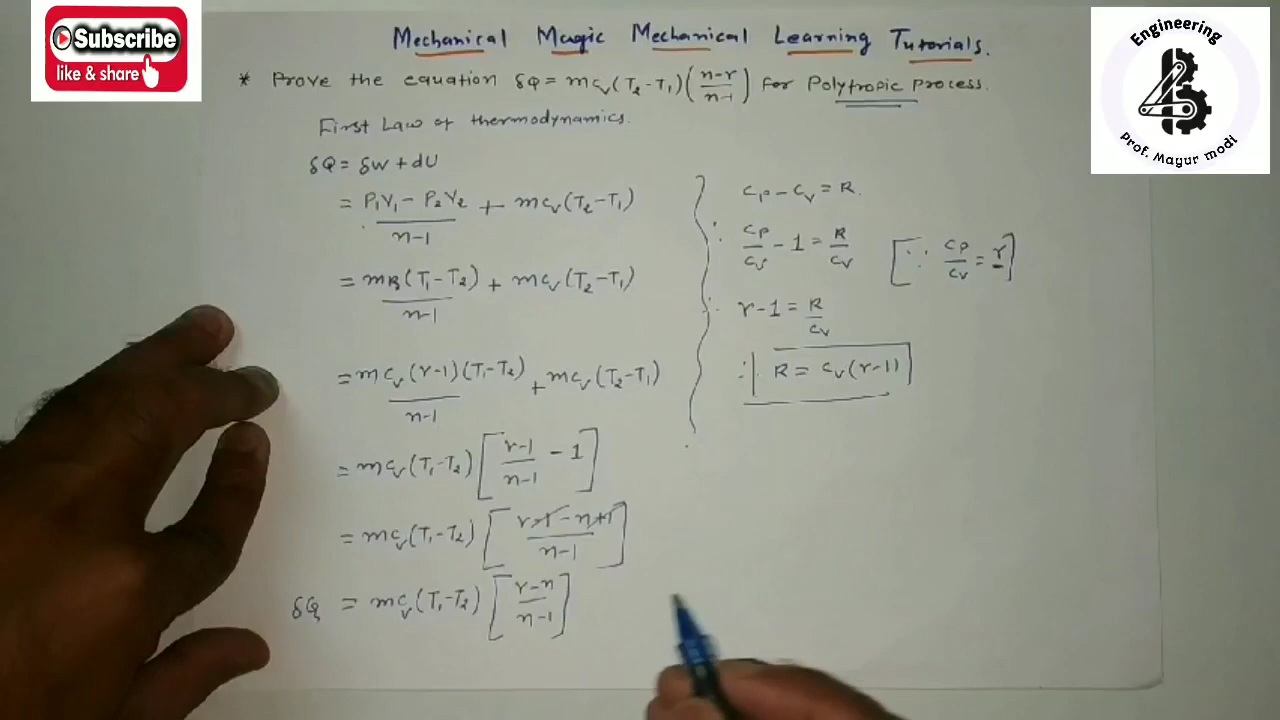 Subscribe
like & share
Mechanical Magic Mechanical Learning Tutorials.
Engineering
Prof. Mayur modi
* Prove the equation δQ = mcᵥ(T₂-T₁)(n-r/n-1) for Polytropic process.
First Law of thermodynamics.
δQ = δW + dU
= P₁V₁ - P₂V₂/n-1 + mcᵥ(T₂-T₁)
= mR(T₁-T₂)/n-1 + mcᵥ(T₂-T₁)
= mcᵥ(r-1)(T₁-T₂)/n-1 + mcᵥ(T₂-T₁)
= mcᵥ(T₁-T₂)[r-1/n-1 - 1]
= mcᵥ(T₁-T₂)[r-1-n+1/n-1]
δQ = mcᵥ(T₁-T₂)[r-n/n-1]
cₚ - cᵥ = R.
∴ cₚ/cᵥ - 1 = R/cᵥ [∵ cₚ/cᵥ = r]
∴ r-1 = R/cᵥ
∴ R = cᵥ(r-1)